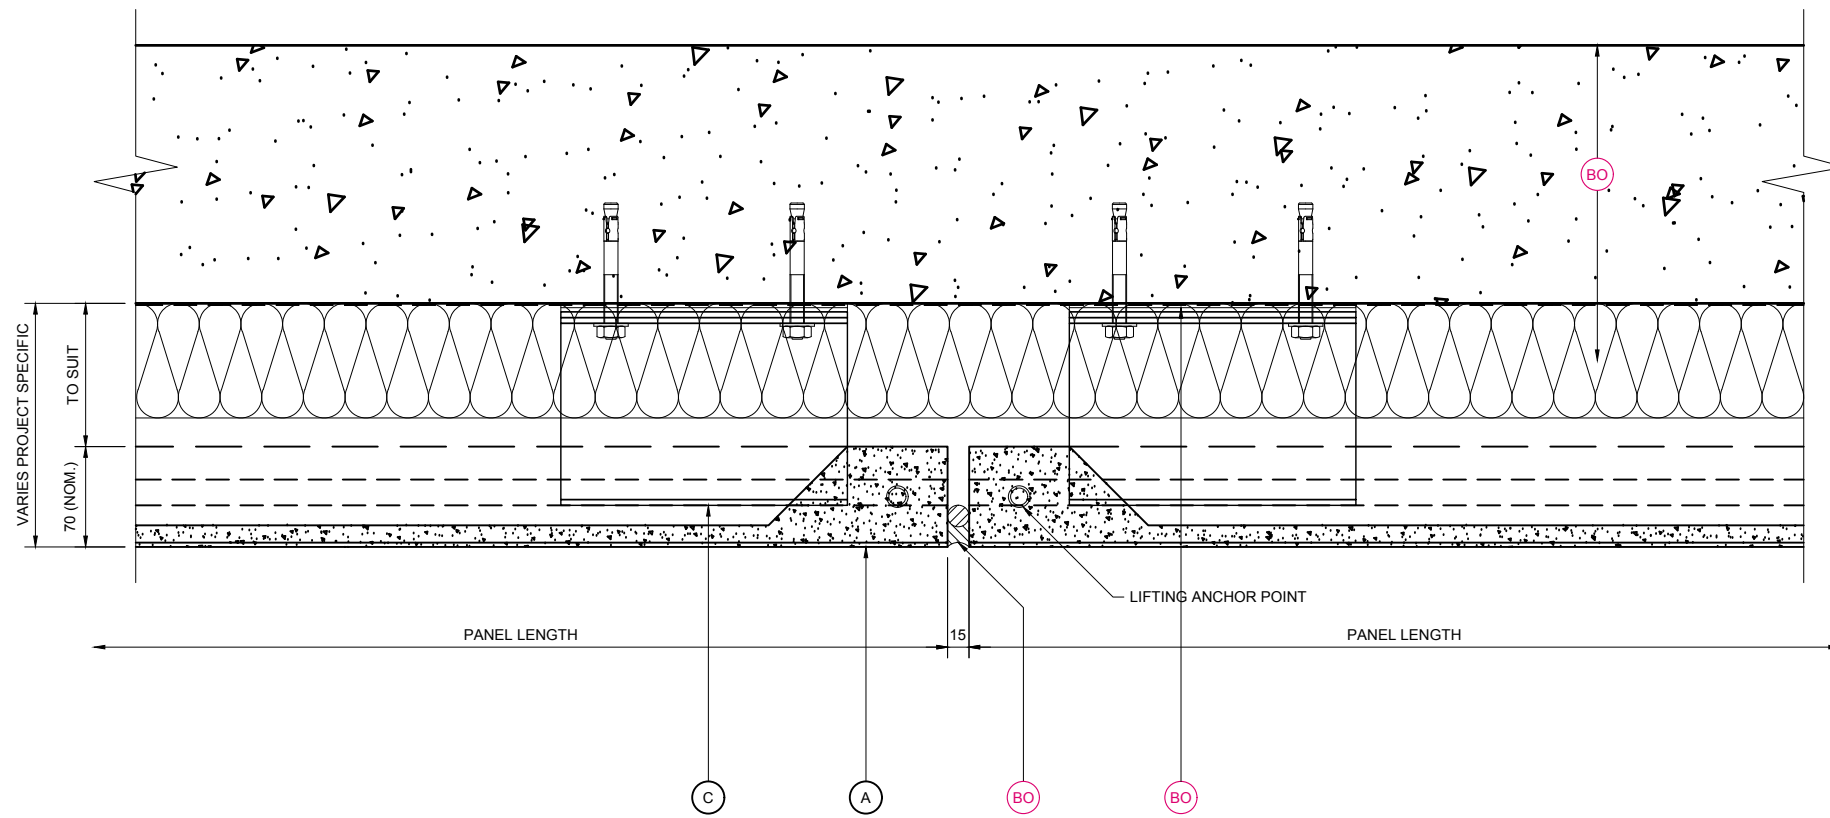 BO
VARIES PROJECT SPECIFIC
TO SUIT
70 (NOM.)
LIFTING ANCHOR POINT
PANEL LENGTH
15
PANEL LENGTH
C
A
BO
BO